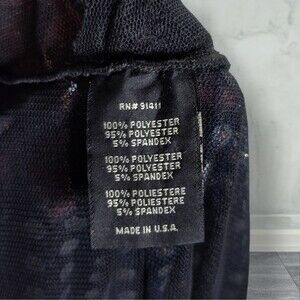 RN# 91411
100% POLYESTER
95% POLYESTER
5% SPANDEX
100% POLYESTER
95% POLYESTER
5% SPANDEX
100% POLIESTERE
95% POLIESTERE
5% SPANDEX
MADE IN U.S.A.